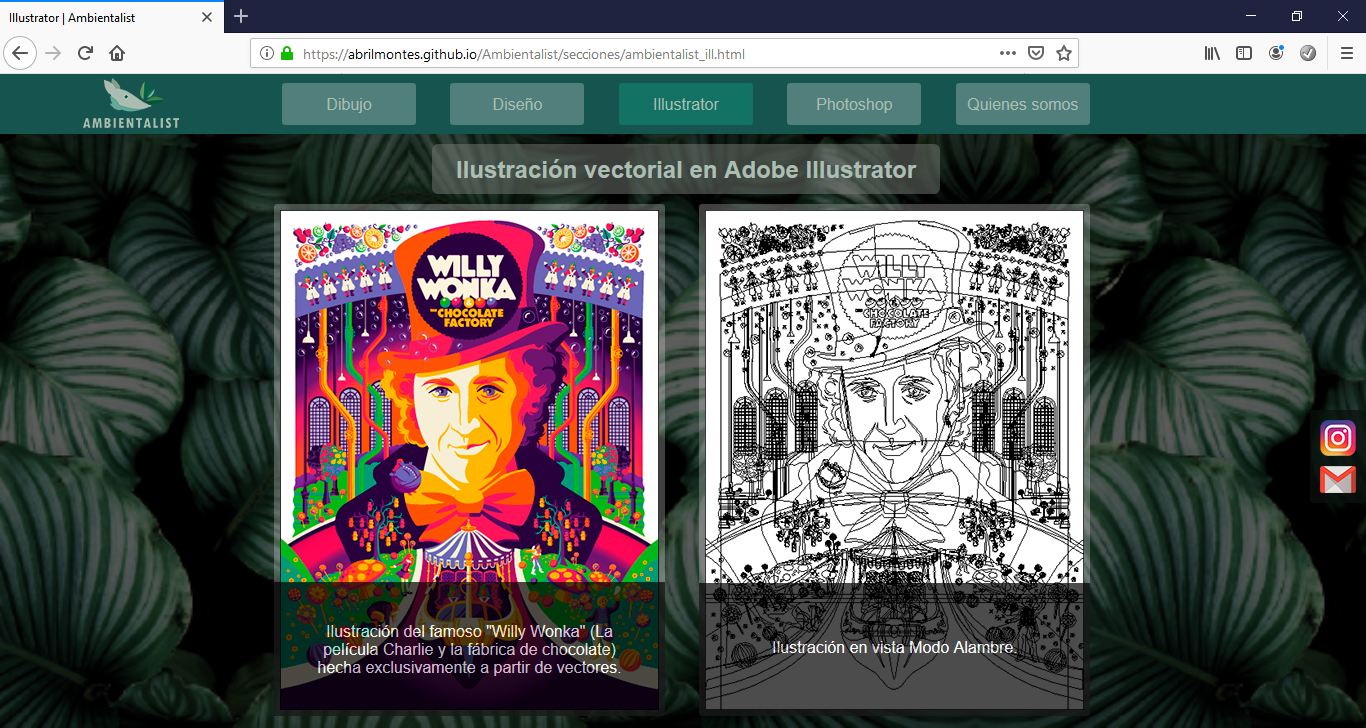 Illustrator | Ambientalist
https://abrilmontes.github.io/Ambientalist/secciones/ambientalist_ill.html
AMBIENTALIST
Dibujo
Diseño
Illustrator
Photoshop
Quienes somos
Ilustración vectorial en Adobe Illustrator
WILLY
WONKA
&
THE CHOCOLATE
FACTORY
Ilustración del famoso "Willy Wonka" (La
película Charlie y la fábrica de chocolate)
hecha exclusivamente a partir de vectores.
WILLY
WONKA
&
THE CHOCOLATE
FACTORY
Ilustración en vista Modo Alambre.